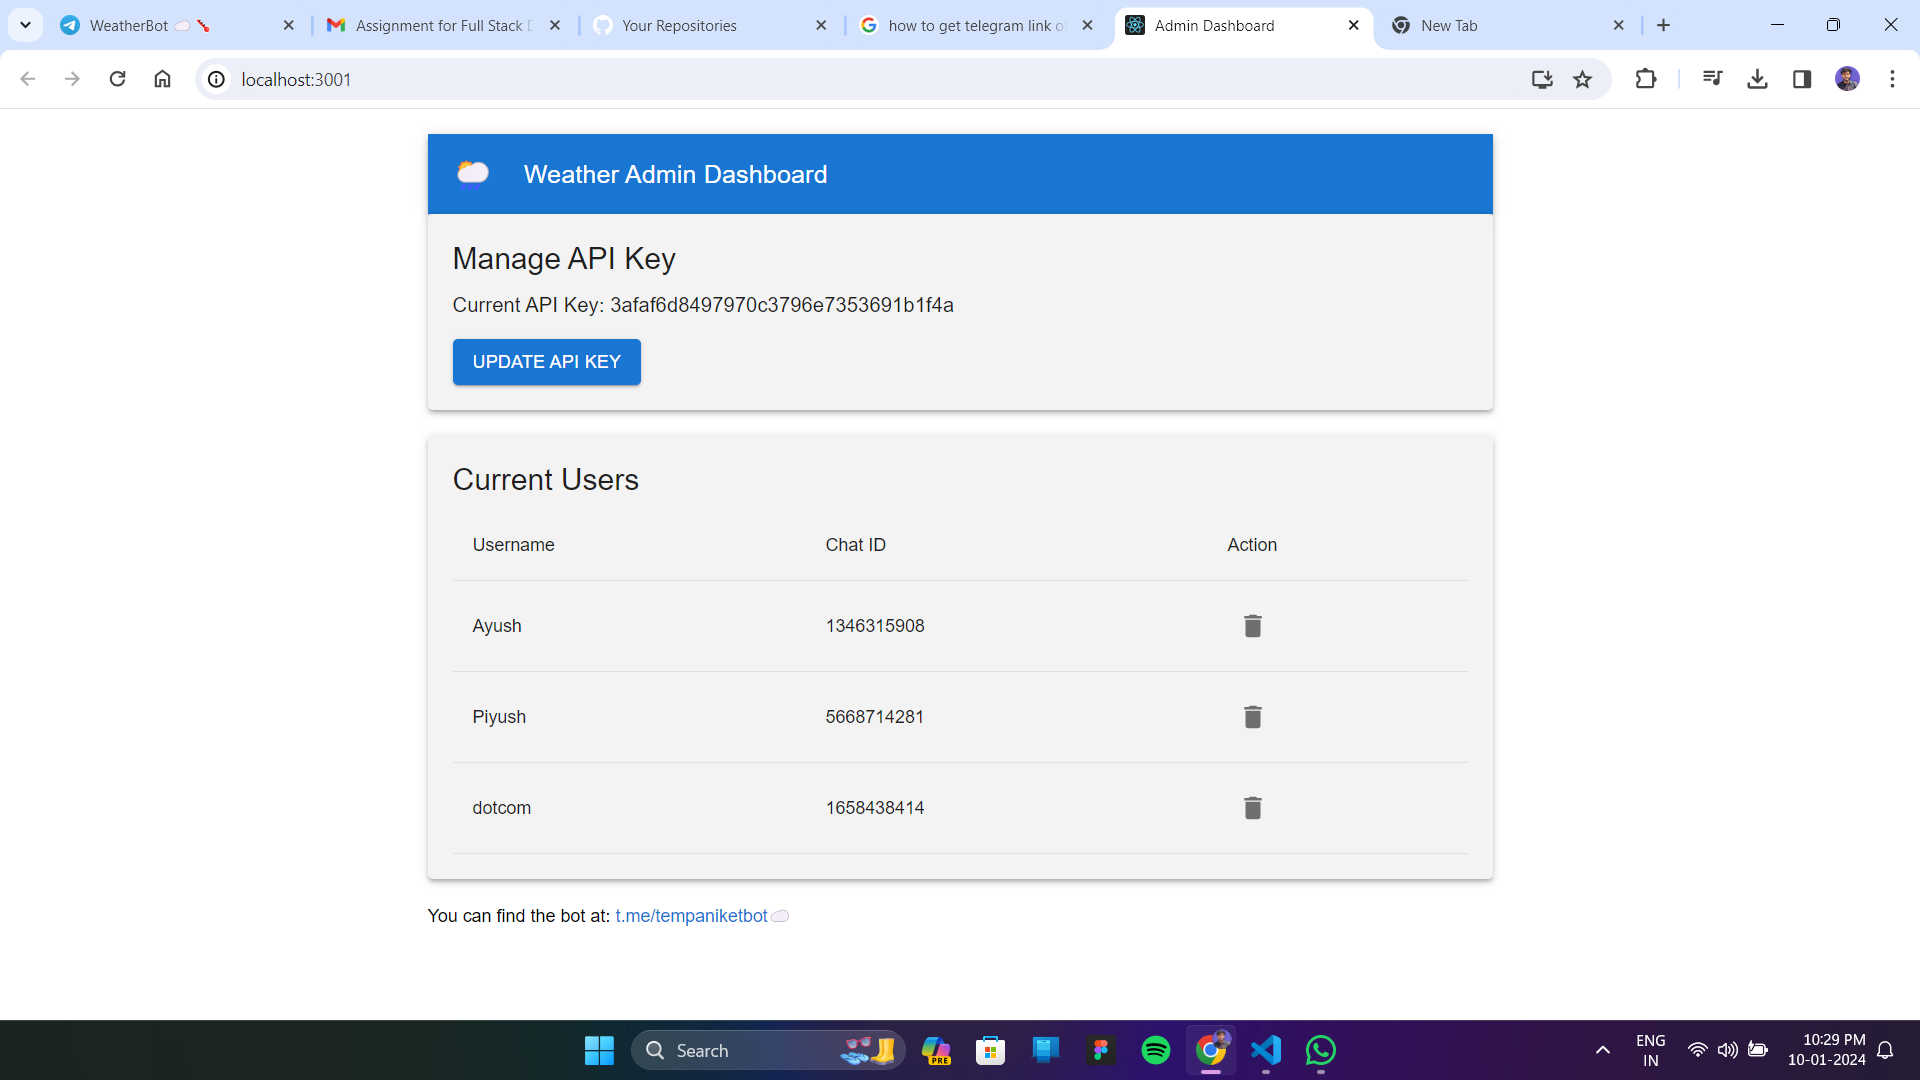 WeatherBot
Assignment for Full Stack D
Your Repositories
how to get telegram link o
Admin Dashboard
New Tab
localhost:3001
Weather Admin Dashboard
Manage API Key
Current API Key: 3afaf6d8497970c3796e7353691b1f4a
UPDATE API KEY
Current Users
Username Chat ID Action
Ayush 1346315908
Piyush 5668714281
dotcom 1658438414
You can find the bot at: t.me/tempaniketbot
Search
PRE
ENG
IN
10:29 PM
10-01-2024